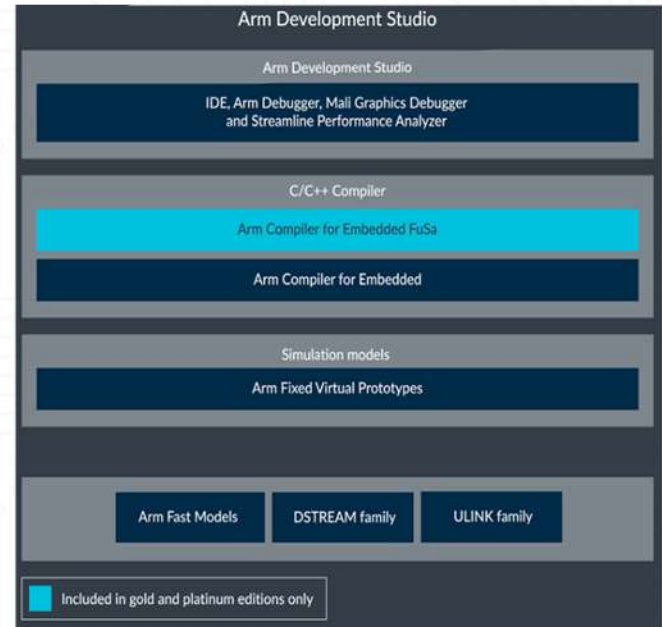 Arm Development Studio
Arm Development Studio
IDE, Arm Debugger, Mali Graphics Debugger
and Streamline Performance Analyzer
C/C++ Compiler
Arm Compiler for Embedded FuSa
Arm Compiler for Embedded
Simulation models
Arm Fixed Virtual Prototypes
Arm Fast Models
DSTREAM family
ULINK family
Included in gold and platinum editions only